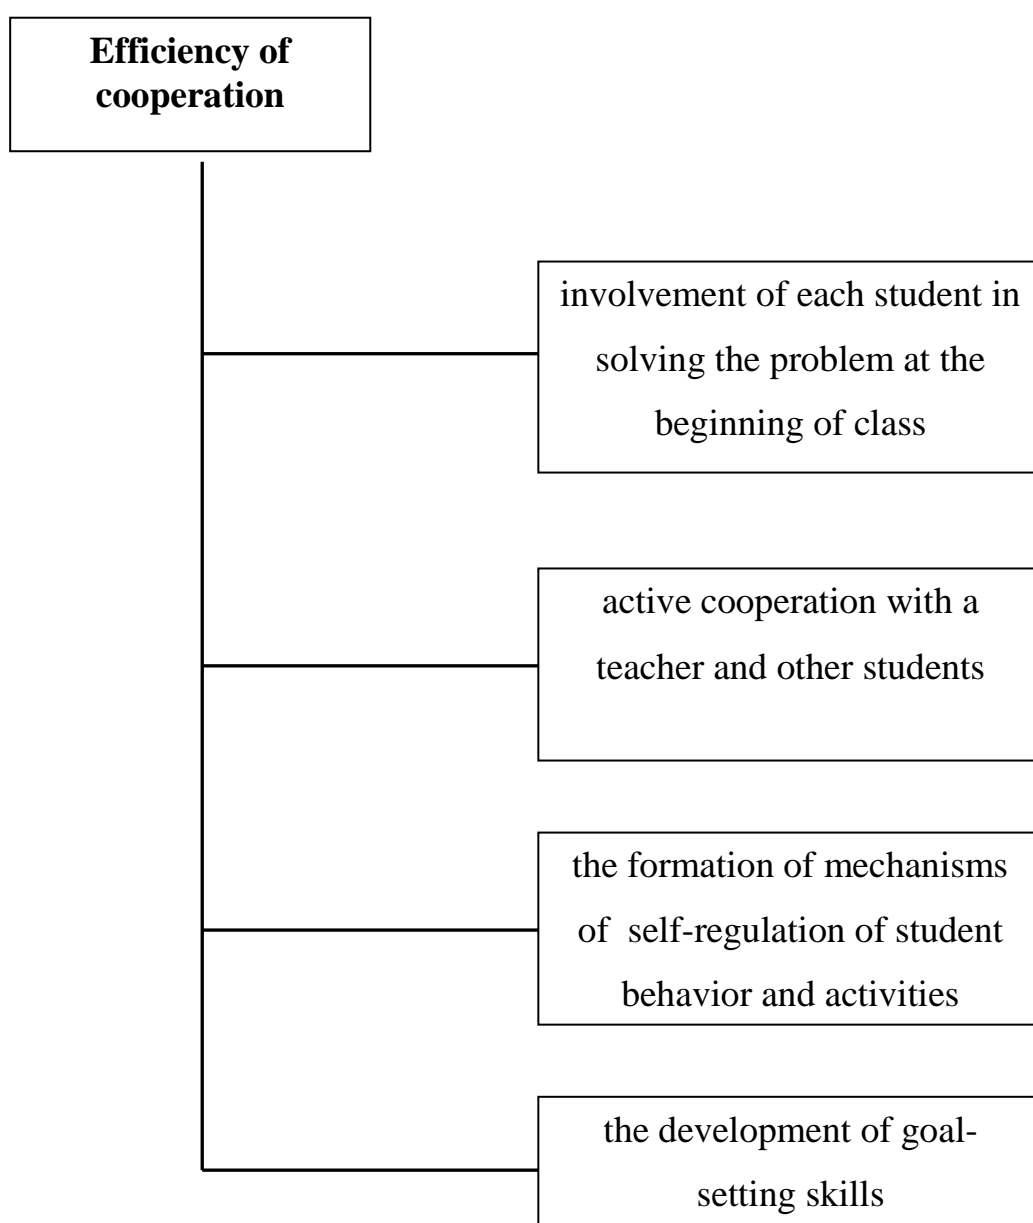 Efficiency of
cooperation
involvement of each student in
solving the problem at the
beginning of class
active cooperation with a
teacher and other students
the formation of mechanisms
of  self-regulation of student
behavior and activities
the development of goal-
setting skills